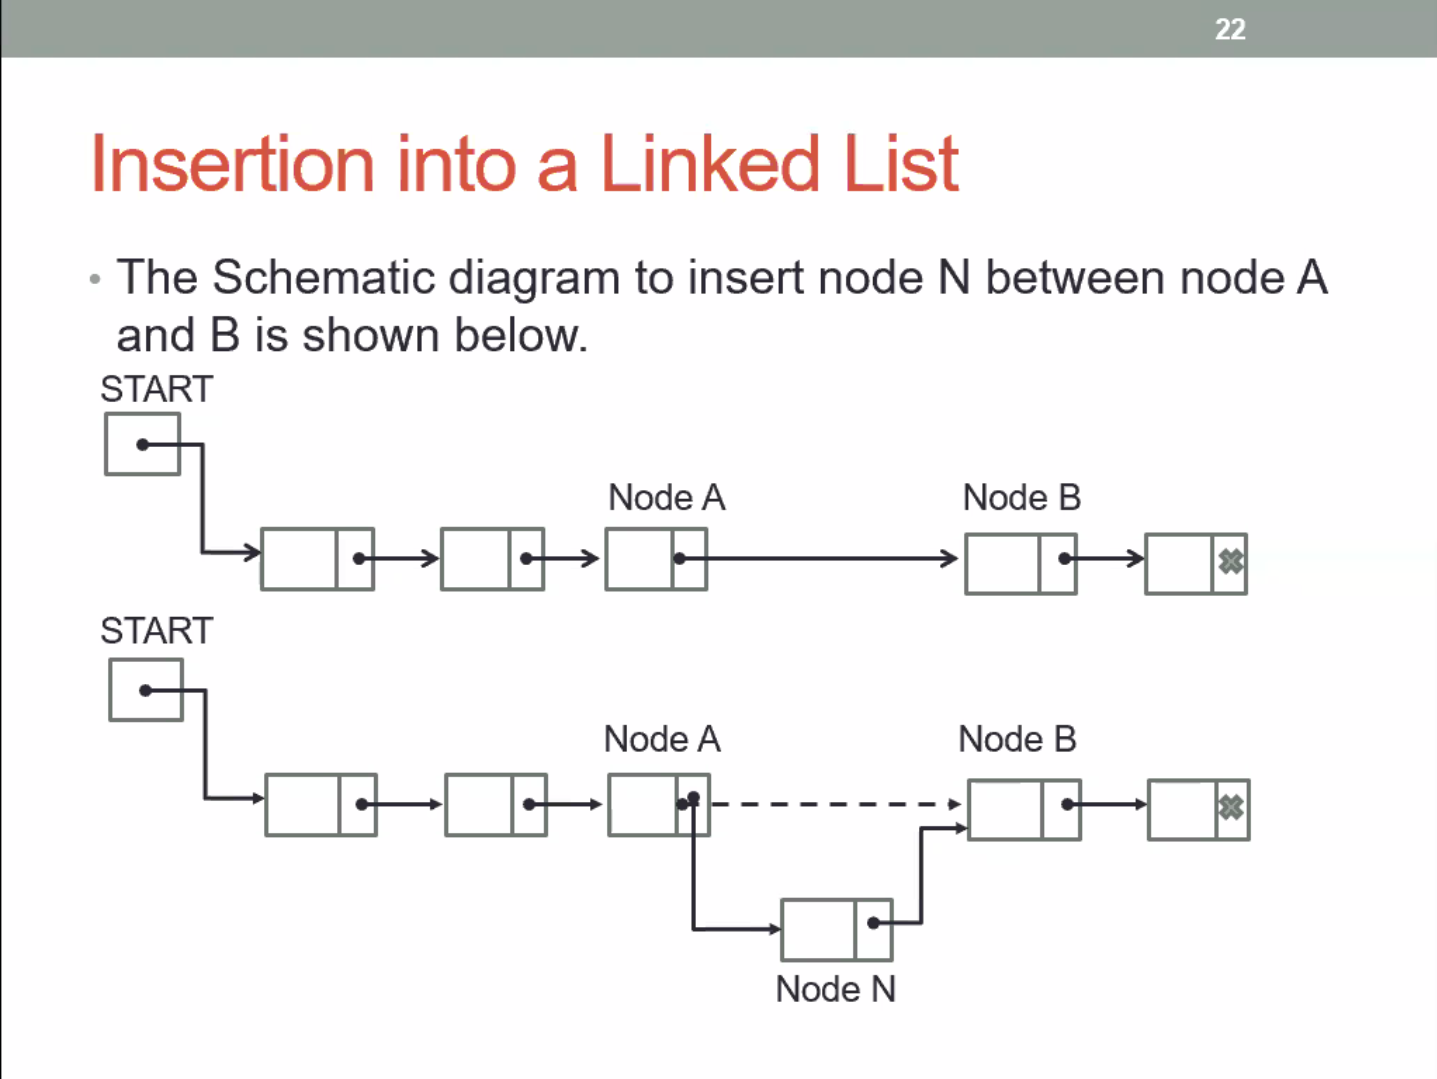 22
Insertion into a Linked List
• The Schematic diagram to insert node N between node A
and B is shown below.
START
Node A
Node B
START
Node A
Node B
Node N